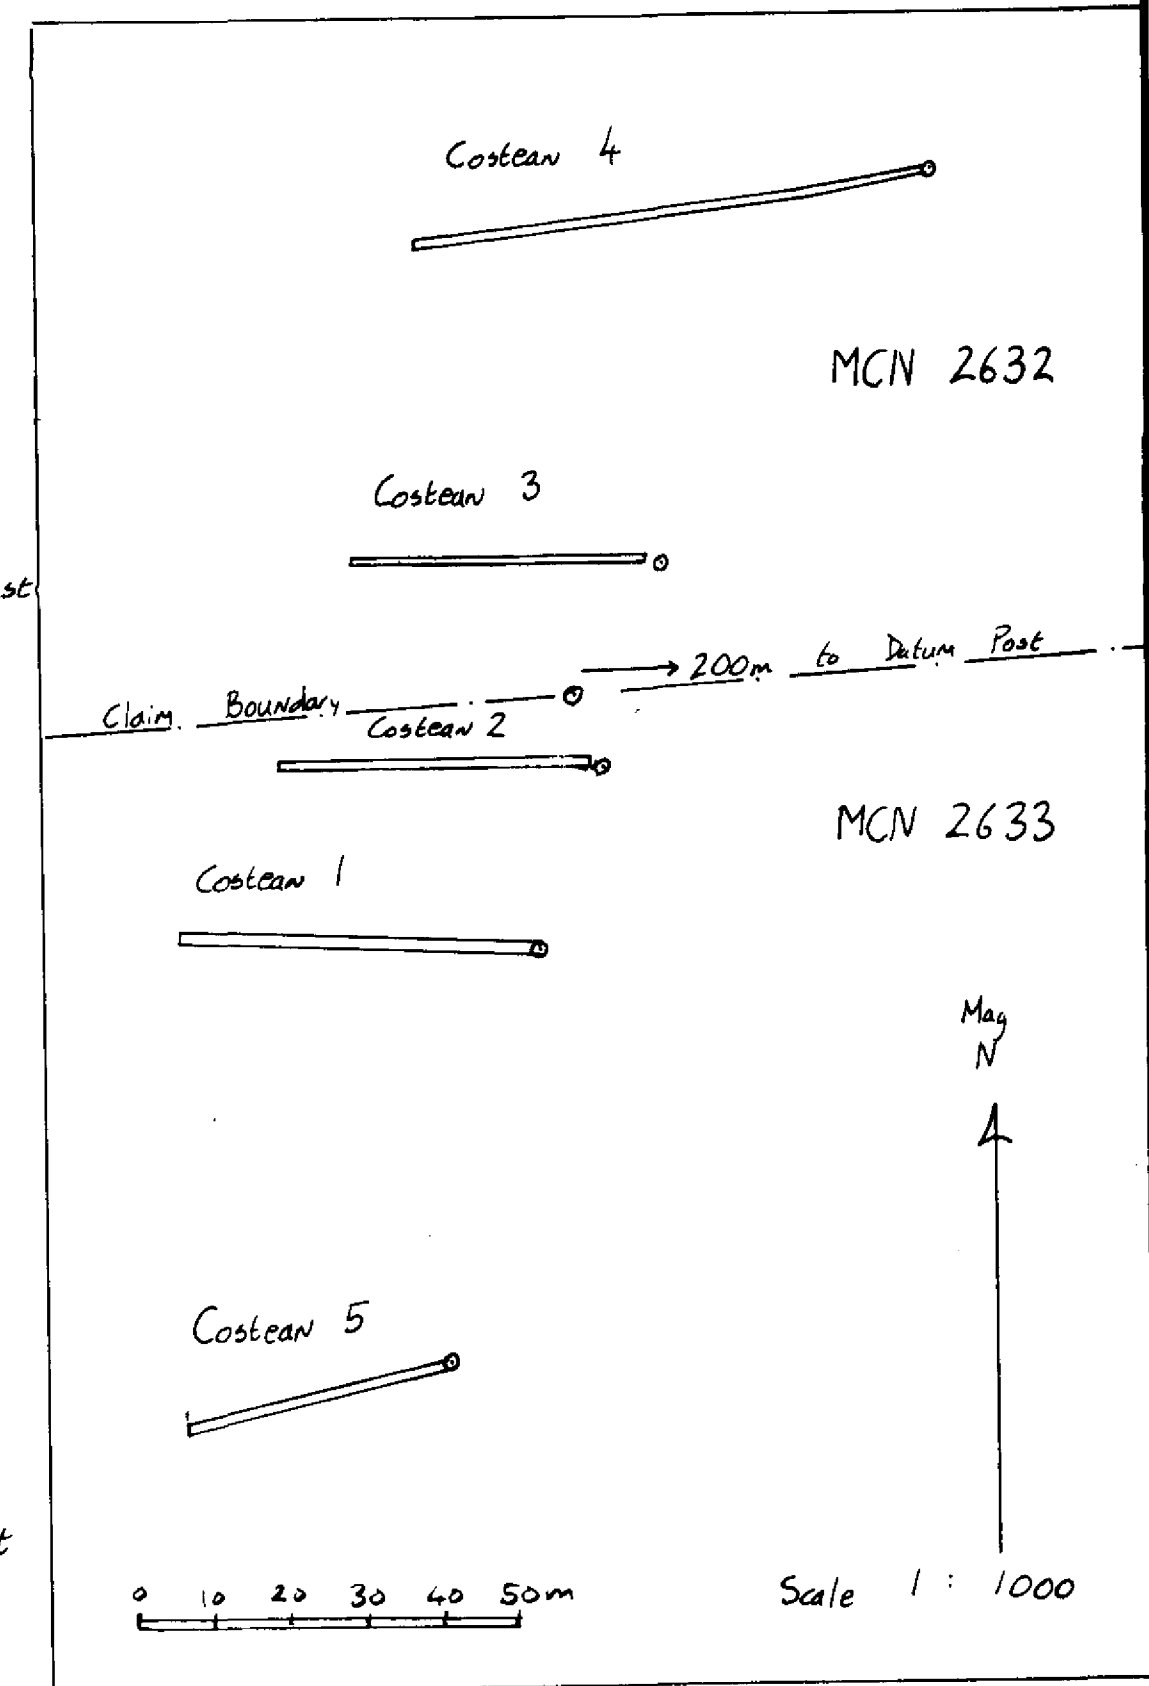 Costean 4
MCN 2632
Costean 3
st
200m to Datum Post
Claim Boundary
Costean 2
MCN 2633
Costean 1
Mag
N
Costean 5
t
0 10 20 30 40 50m
Scale 1 : 1000